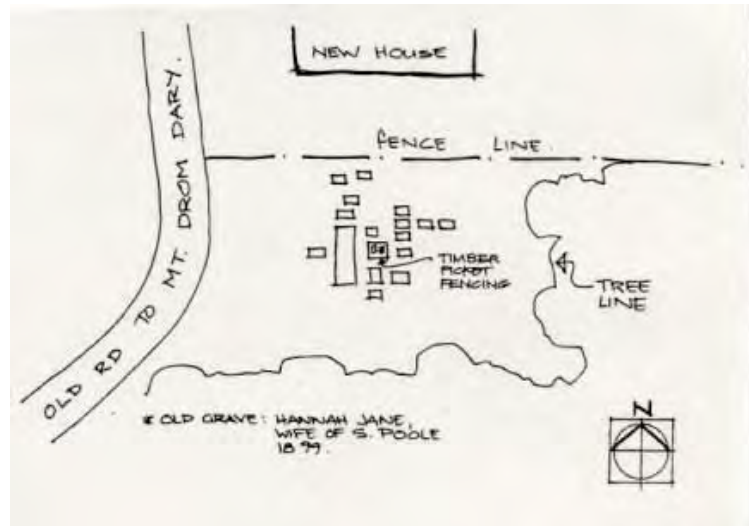 NEW HOUSE
FENCE LINE.
OLD RD TO MT. DROM DARY.
TIMBER
PICKET
FENCING
TREE
LINE
* OLD GRAVE: HANNAH JANE,
WIFE OF S. POOLE
1899.
N